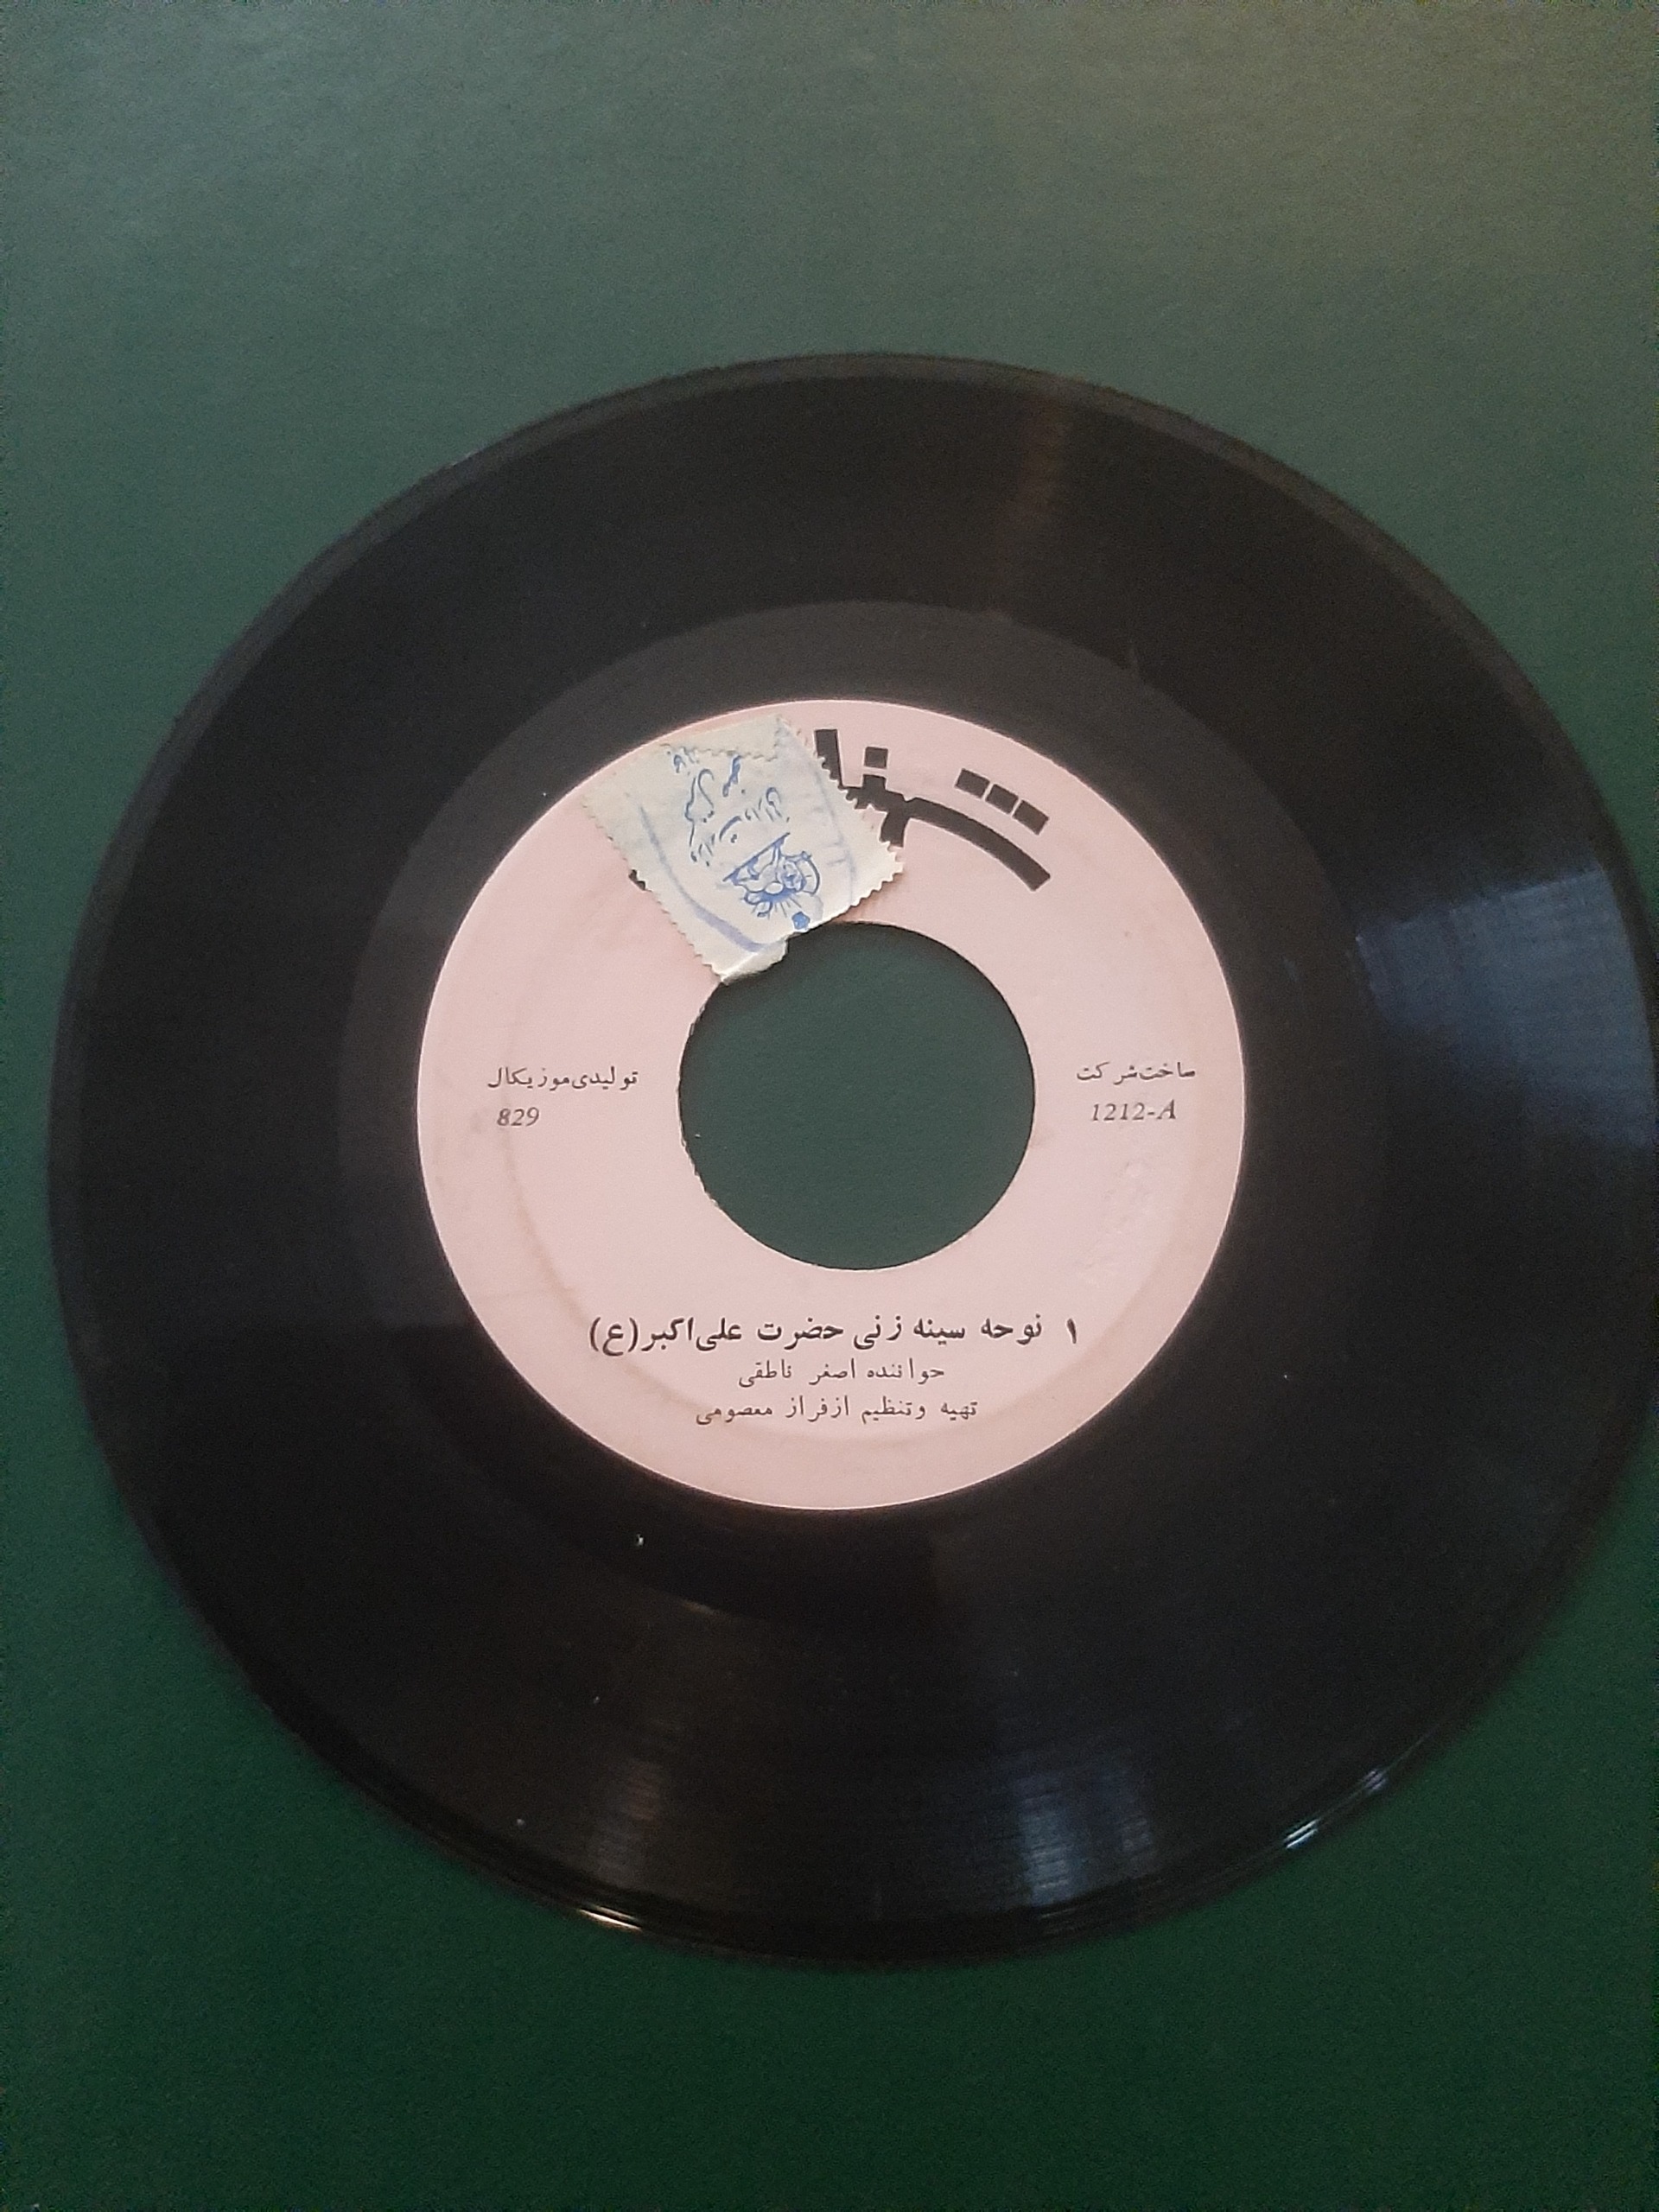 ساخت شرکت
1212-A
تولیدی موزیکال
829
۱ نوحه سینه زنی حضرت علی‌اکبر(ع)
خواننده اصغر ناطقی
تهیه وتنظیم ازفراز معصومی